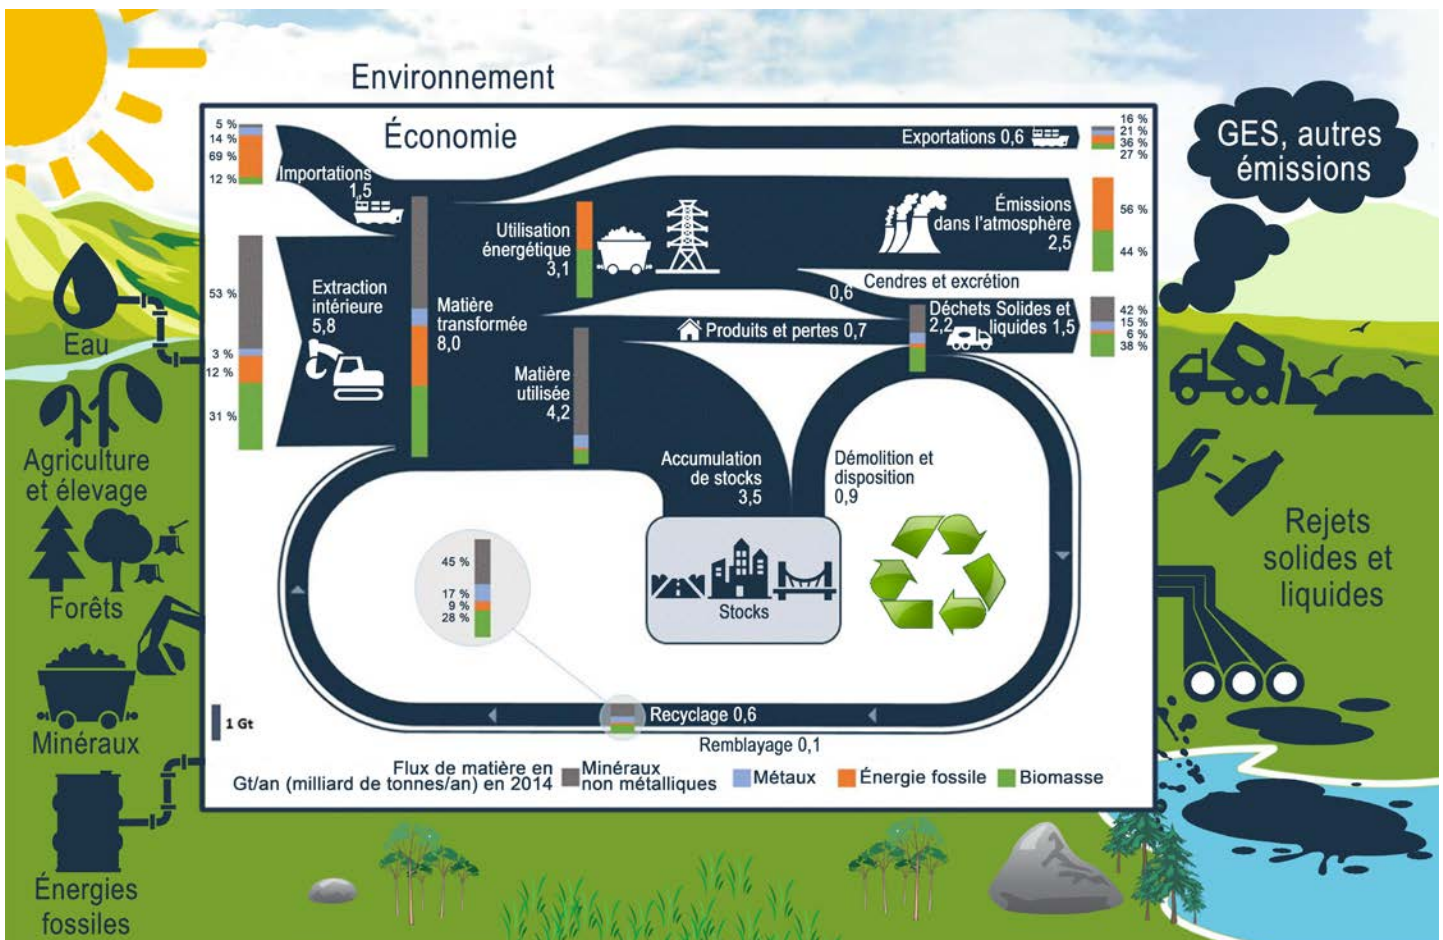 Environnement
Économie
5 %
14 %
69 %
12 %
Importations
1,5
Exportations 0,6
16 %
21 %
36 %
27 %
GES, autres
émissions
53 %
3 %
12 %
31 %
Extraction
intérieure
5,8
Matière
transformée
8,0
Utilisation
énergétique
3,1
Émissions
dans l'atmosphère
2,5
56 %
44 %
Cendres et excrétion
0,6
Déchets Solides et
2,2 liquides 1,5
42 %
15 %
6 %
38 %
Produits et pertes 0,7
Matière
utilisée
4,2
Accumulation
de stocks
3,5
Démolition et
disposition
0,9
Stocks
45 %
17 %
9 %
28 %
Recyclage 0,6
Remblayage 0,1
1 Gt
Flux de matière en
Gt/an (milliard de tonnes/an) en 2014
Minéraux
non métalliques
Métaux
Énergie fossile
Biomasse
Eau
Agriculture
et élevage
Forêts
Minéraux
Énergies
fossiles
Rejets
solides et
liquides